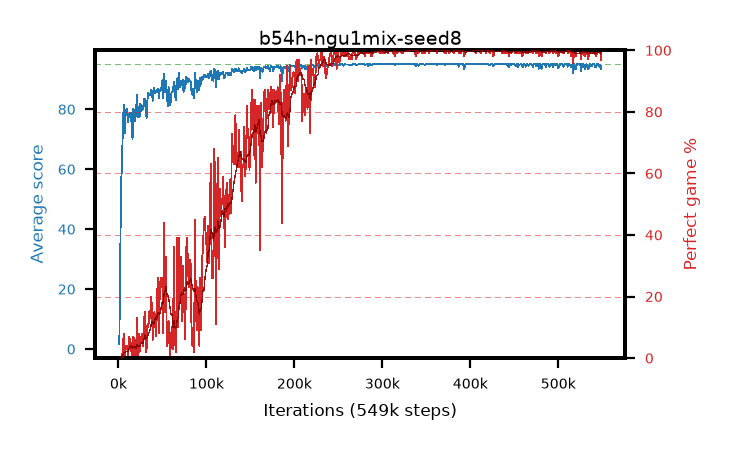 b54h-ngu1mix-seed8
Average score
80
60
40
20
0
100
80
60
40
20
0
Perfect game %
0k 100k 200k 300k 400k 500k
Iterations (549k steps)